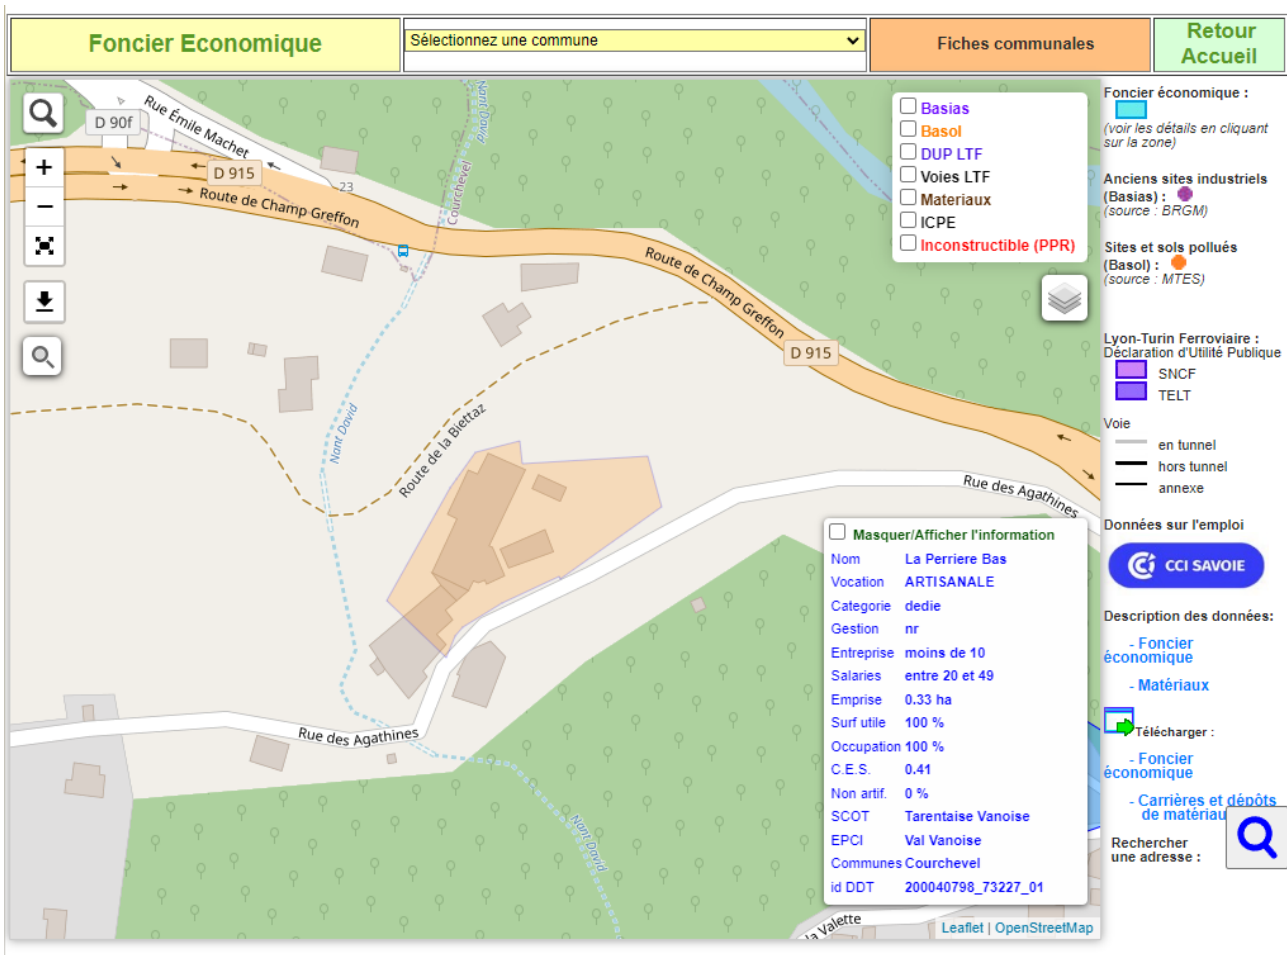 Foncier Economique
Sélectionnez une commune
Fiches communales
Retour
Accueil
D 90f
Rue Émile Machet
D 915
23
Route de Champ Greffon
Courchevel
Nant David
Route de Champ Greffon
D 915
Nant David
Route de la Biettaz
Rue des Agathines
Rue des Agathines
Nant David
la Valette
Basias
Basol
DUP LTF
Voies LTF
Materiaux
ICPE
Inconstructible (PPR)
+
−
Masquer/Afficher l'information
Nom La Perriere Bas
Vocation ARTISANALE
Categorie dedie
Gestion nr
Entreprise moins de 10
Salaries entre 20 et 49
Emprise 0.33 ha
Surf utile 100 %
Occupation 100 %
C.E.S. 0.41
Non artif. 0 %
SCOT Tarentaise Vanoise
EPCI Val Vanoise
Communes Courchevel
id DDT 200040798_73227_01
Leaflet | OpenStreetMap
Foncier économique :
(voir les détails en cliquant
sur la zone)
Anciens sites industriels
(Basias) :
(source : BRGM)
Sites et sols pollués
(Basol) :
(source : MTES)
Lyon-Turin Ferroviaire :
Déclaration d'Utilité Publique
SNCF
TELT
Voie
en tunnel
hors tunnel
annexe
Données sur l'emploi
CCI SAVOIE
Description des données:
- Foncier
économique
- Matériaux
Télécharger :
- Foncier
économique
- Carrières et dépôts
de matériau
Rechercher
une adresse :